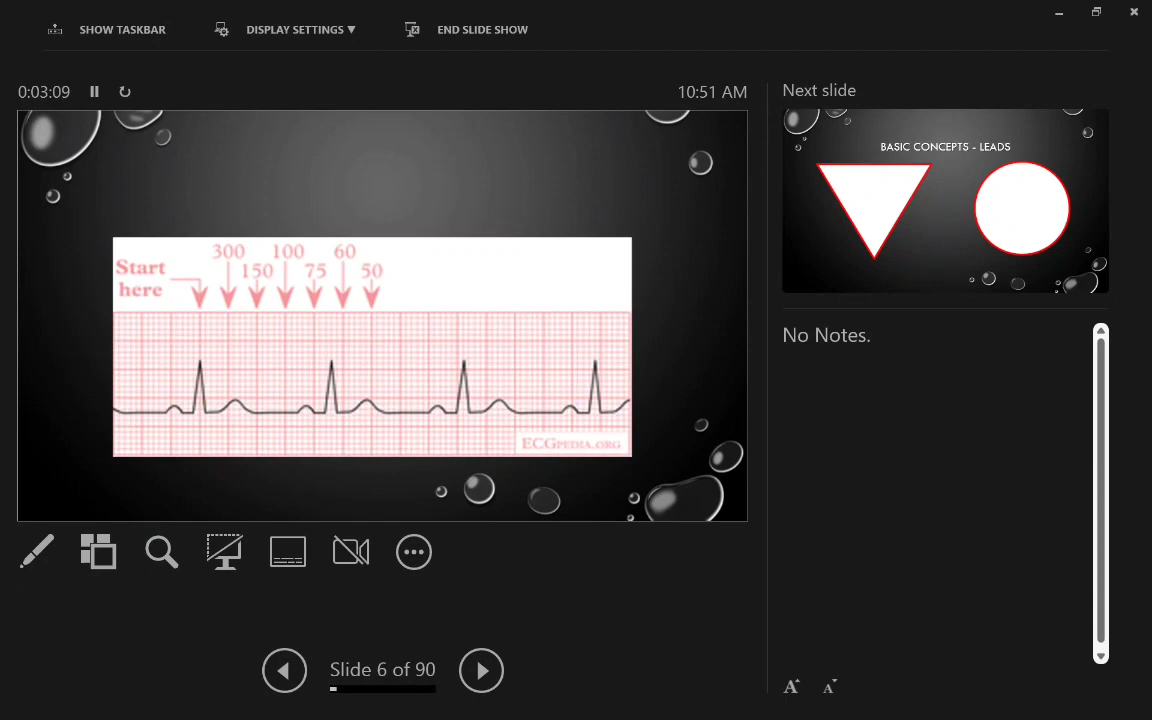 SHOW TASKBAR
DISPLAY SETTINGS ▼
END SLIDE SHOW
0:03:09
10:51 AM
Next slide
BASIC CONCEPTS - LEADS
300 100 60
150 75 50
Start
here
ECGPEDIA.ORG
No Notes.
Slide 6 of 90
A A